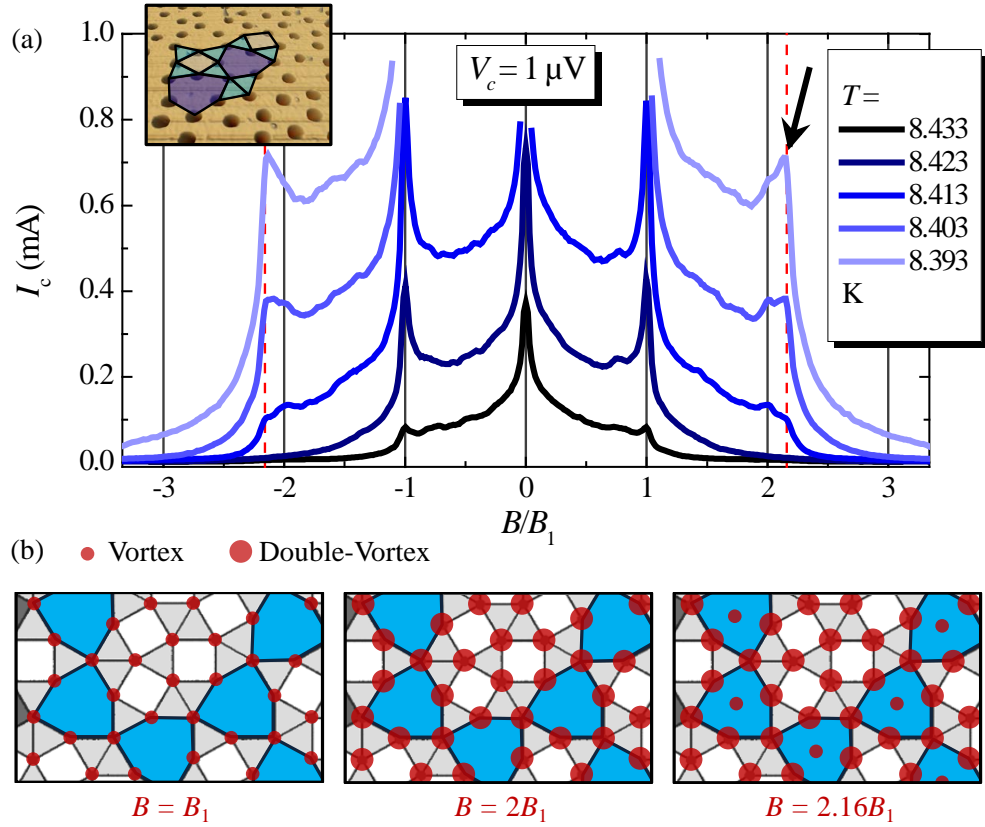 (a)
V_c = 1 μV
T =
8.433
8.423
8.413
8.403
8.393
K
I_c (mA)
1.0
0.8
0.6
0.4
0.2
0.0
-3 -2 -1 0 1 2 3
B/B_1
(b) Vortex Double-Vortex
B = B_1 B = 2B_1 B = 2.16B_1